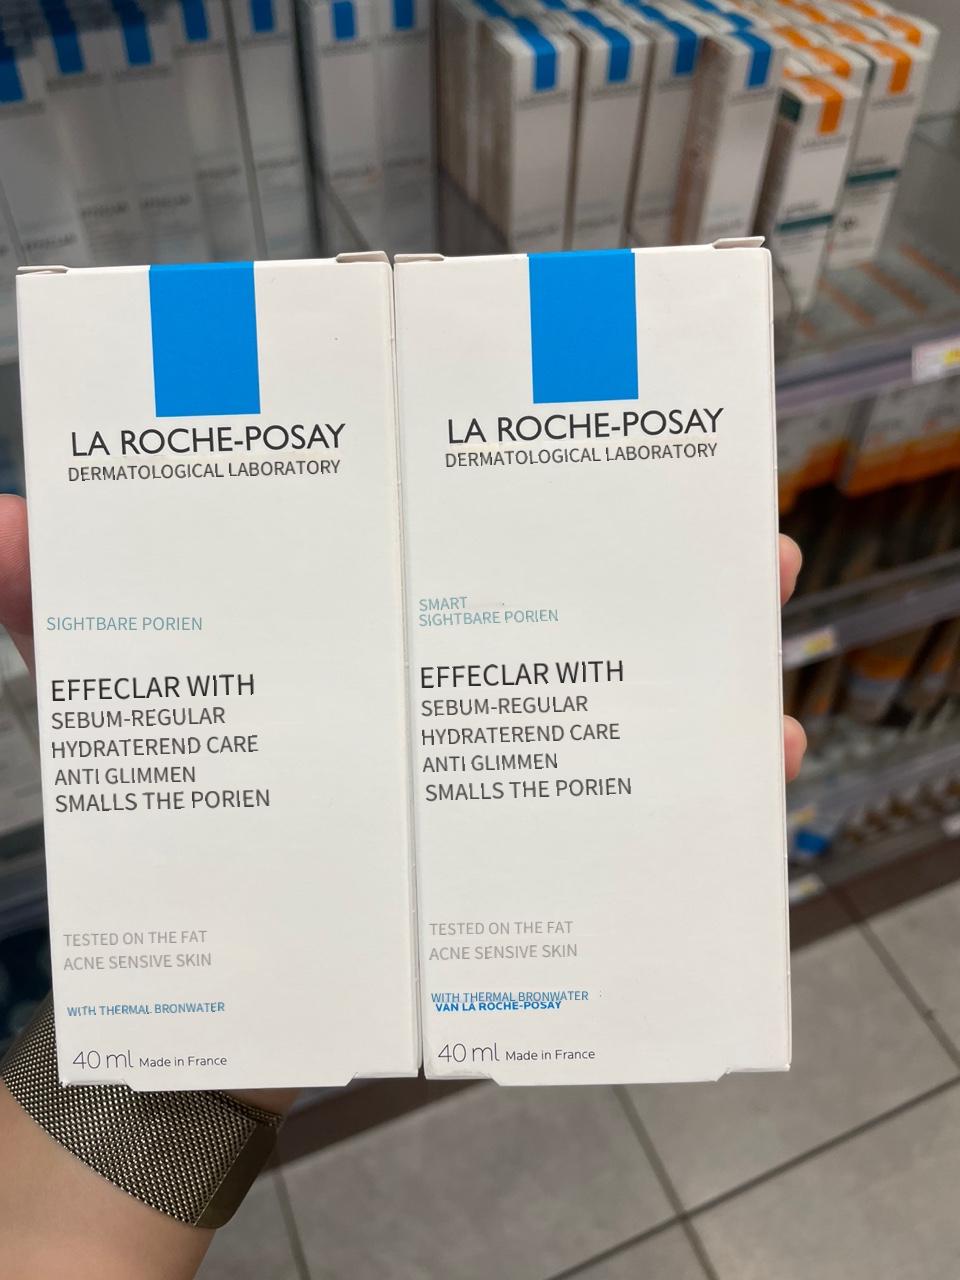 LA ROCHE-POSAY
DERMATOLOGICAL LABORATORY
SIGHTBARE PORIEN
EFFECLAR WITH
SEBUM-REGULAR
HYDRATEREND CARE
ANTI GLIMMEN
SMALLS THE PORIEN
TESTED ON THE FAT
ACNE SENSIVE SKIN
WITH THERMAL BRONWATER
40 ml Made in France
LA ROCHE-POSAY
DERMATOLOGICAL LABORATORY
SMART
SIGHTBARE PORIEN
EFFECLAR WITH
SEBUM-REGULAR
HYDRATEREND CARE
ANTI GLIMMEN
SMALLS THE PORIEN
TESTED ON THE FAT
ACNE SENSIVE SKIN
WITH THERMAL BRONWATER
VAN LA ROCHE-POSAY
40 ml Made in France